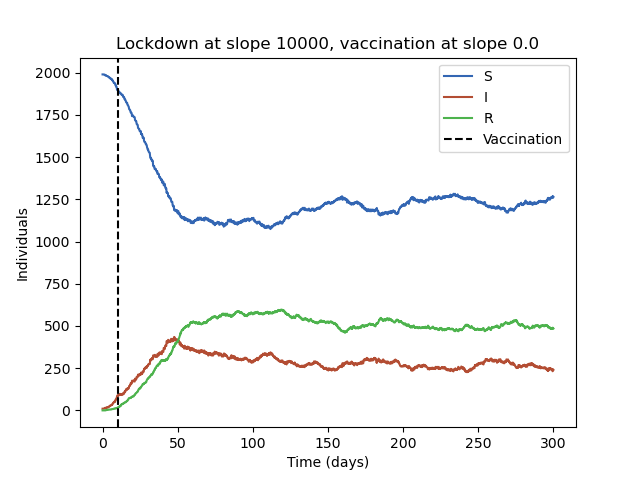 Lockdown at slope 10000, vaccination at slope 0.0
2000
1750
1500
1250
1000
750
500
250
0
Individuals
S
I
R
Vaccination
0 50 100 150 200 250 300
Time (days)